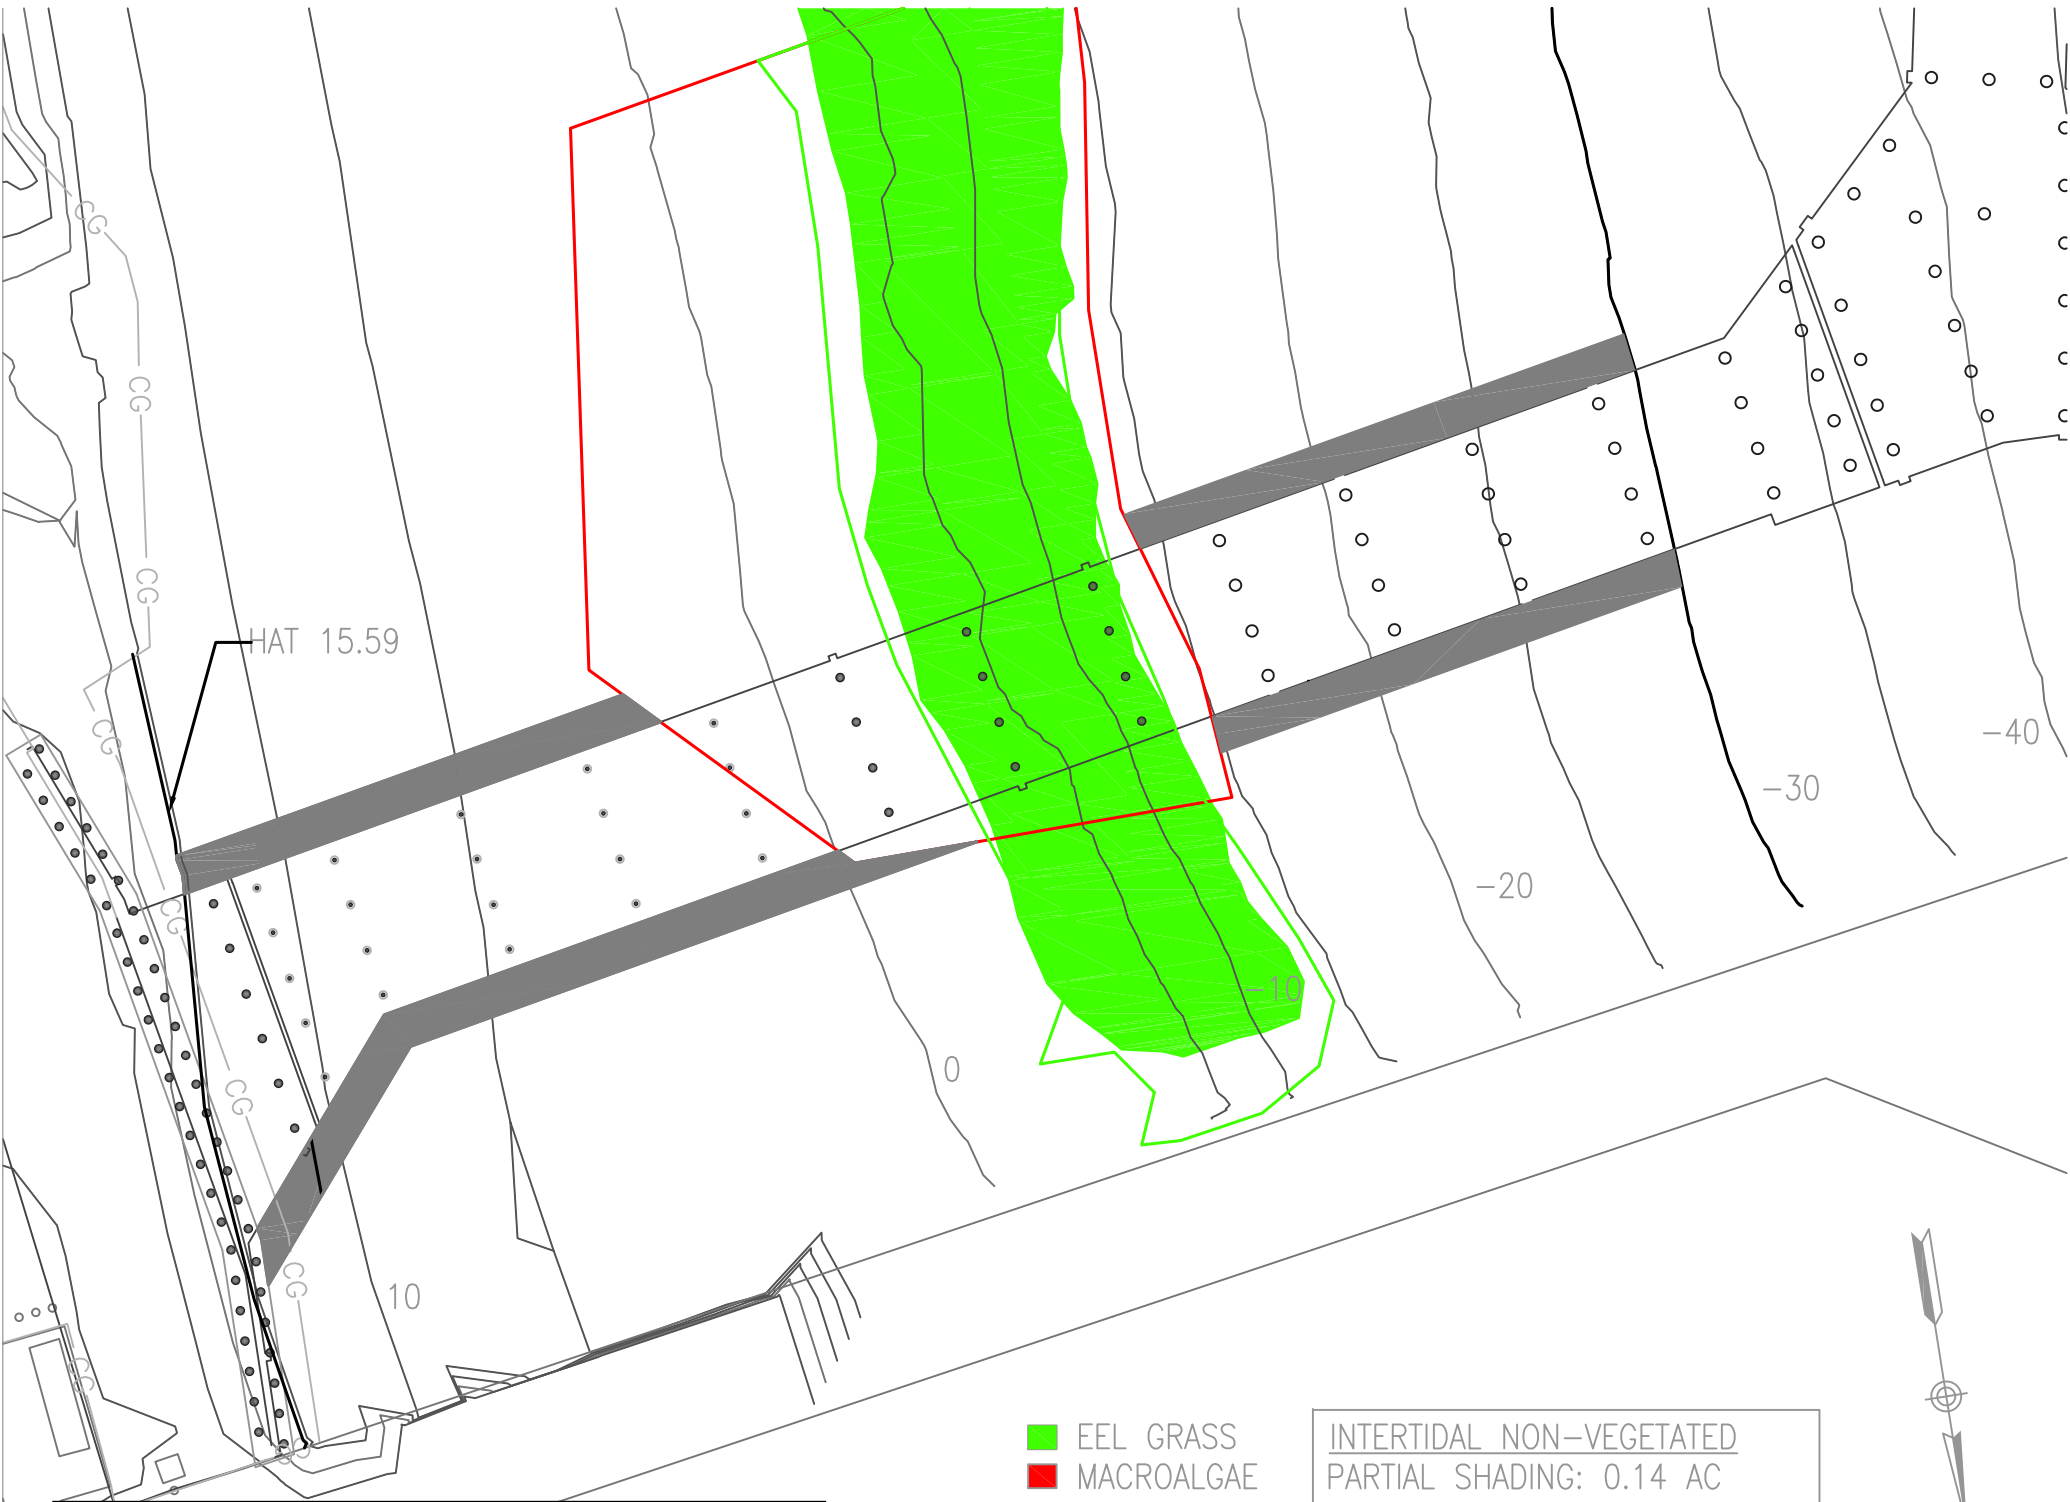 CG
CG
CG
HAT 15.59
CG
-40
-30
-20
CG
-10
0
CG
CG
10
CG
EEL GRASS
INTERTIDAL NON-VEGETATED
MACROALGAE
PARTIAL SHADING: 0.14 AC